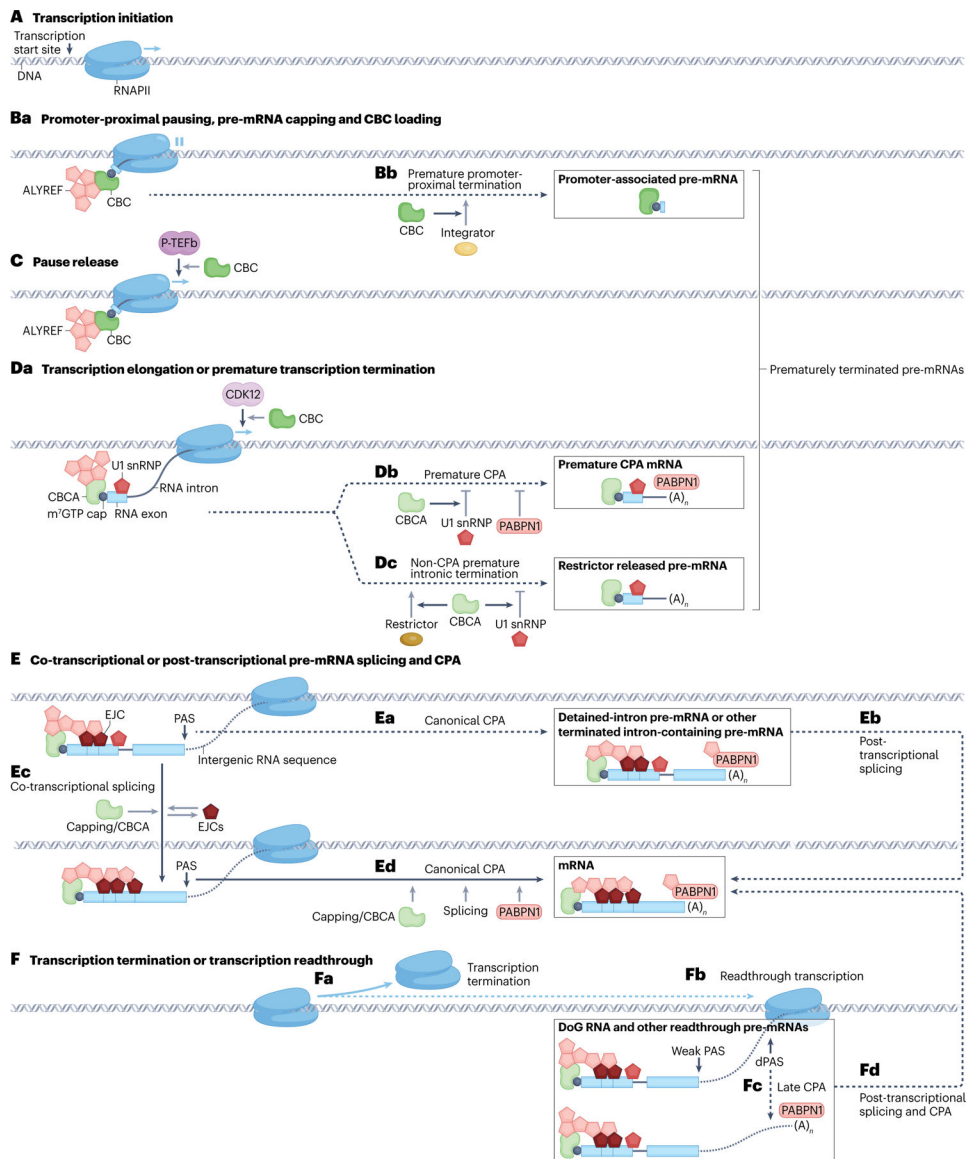 A Transcription initiation
Transcription
start site
DNA
RNAPII
Ba Promoter-proximal pausing, pre-mRNA capping and CBC loading
ALYREF
CBC
Bb Premature promoter-
proximal termination
CBC
Integrator
Promoter-associated pre-mRNA
P-TEFb
CBC
C Pause release
ALYREF
CBC
Prematurely terminated pre-mRNAs
Da Transcription elongation or premature transcription termination
CDK12
CBC
U1 snRNP
CBCA
RNA intron
m⁷GTP cap
RNA exon
Db Premature CPA
CBCA
U1 snRNP
PABPN1
Premature CPA mRNA
PABPN1
(A)n
Dc Non-CPA premature
intronic termination
Restrictor
CBCA
U1 snRNP
Restrictor released pre-mRNA
(A)n
E Co-transcriptional or post-transcriptional pre-mRNA splicing and CPA
EJC
PAS
Intergenic RNA sequence
Ea Canonical CPA
Detained-intron pre-mRNA or other
terminated intron-containing pre-mRNA
PABPN1
(A)n
Eb
Post-
transcriptional
splicing
Ec
Co-transcriptional splicing
Capping/CBCA
EJCs
PAS
Ed Canonical CPA
Capping/CBCA
Splicing
PABPN1
mRNA
PABPN1
(A)n
F Transcription termination or transcription readthrough
Fa
Transcription
termination
Fb Readthrough transcription
DoG RNA and other readthrough pre-mRNAs
Weak PAS
dPAS
Fc Late CPA
PABPN1
(A)n
Fd
Post-transcriptional
splicing and CPA